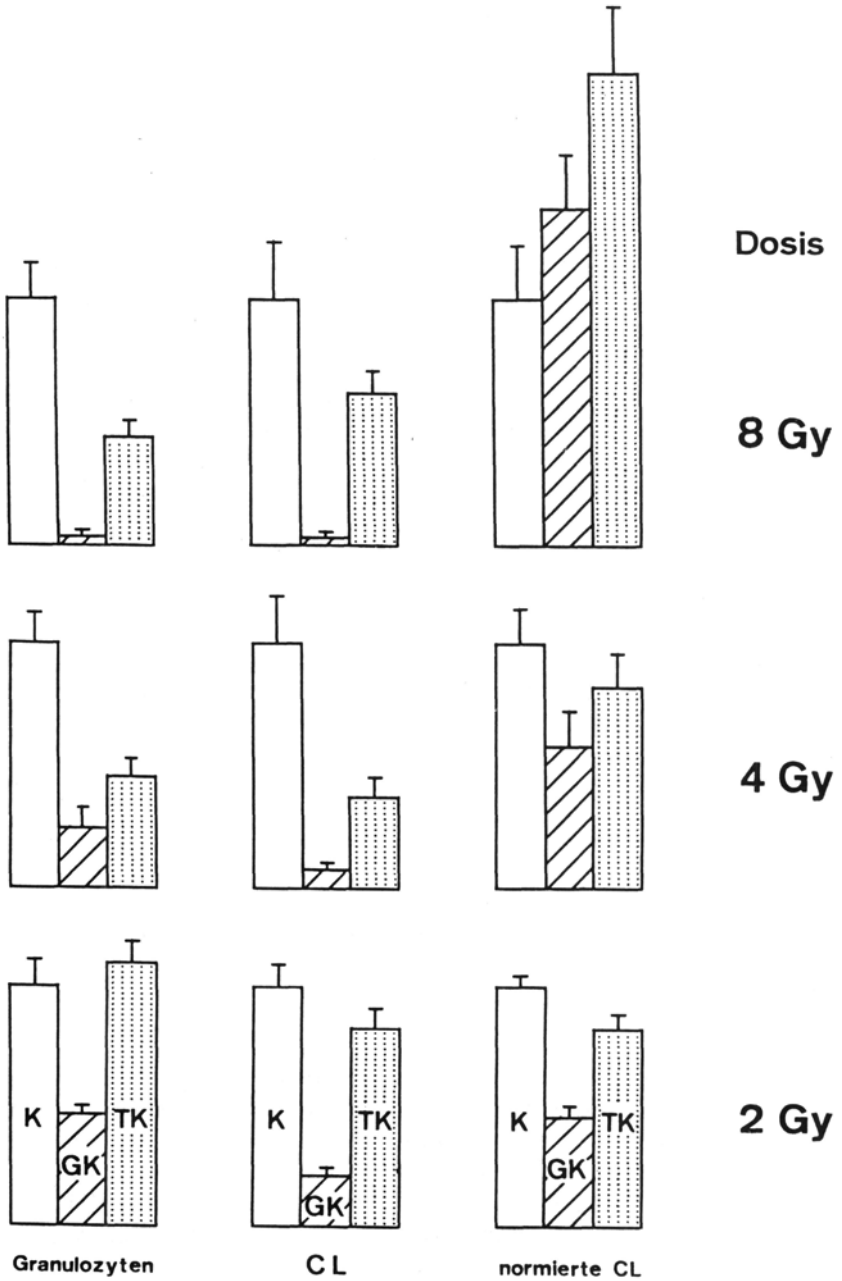 Dosis
8 Gy
4 Gy
K
GK
TK
K
GK
TK
K
GK
TK
2 Gy
Granulozyten
CL
normierte CL